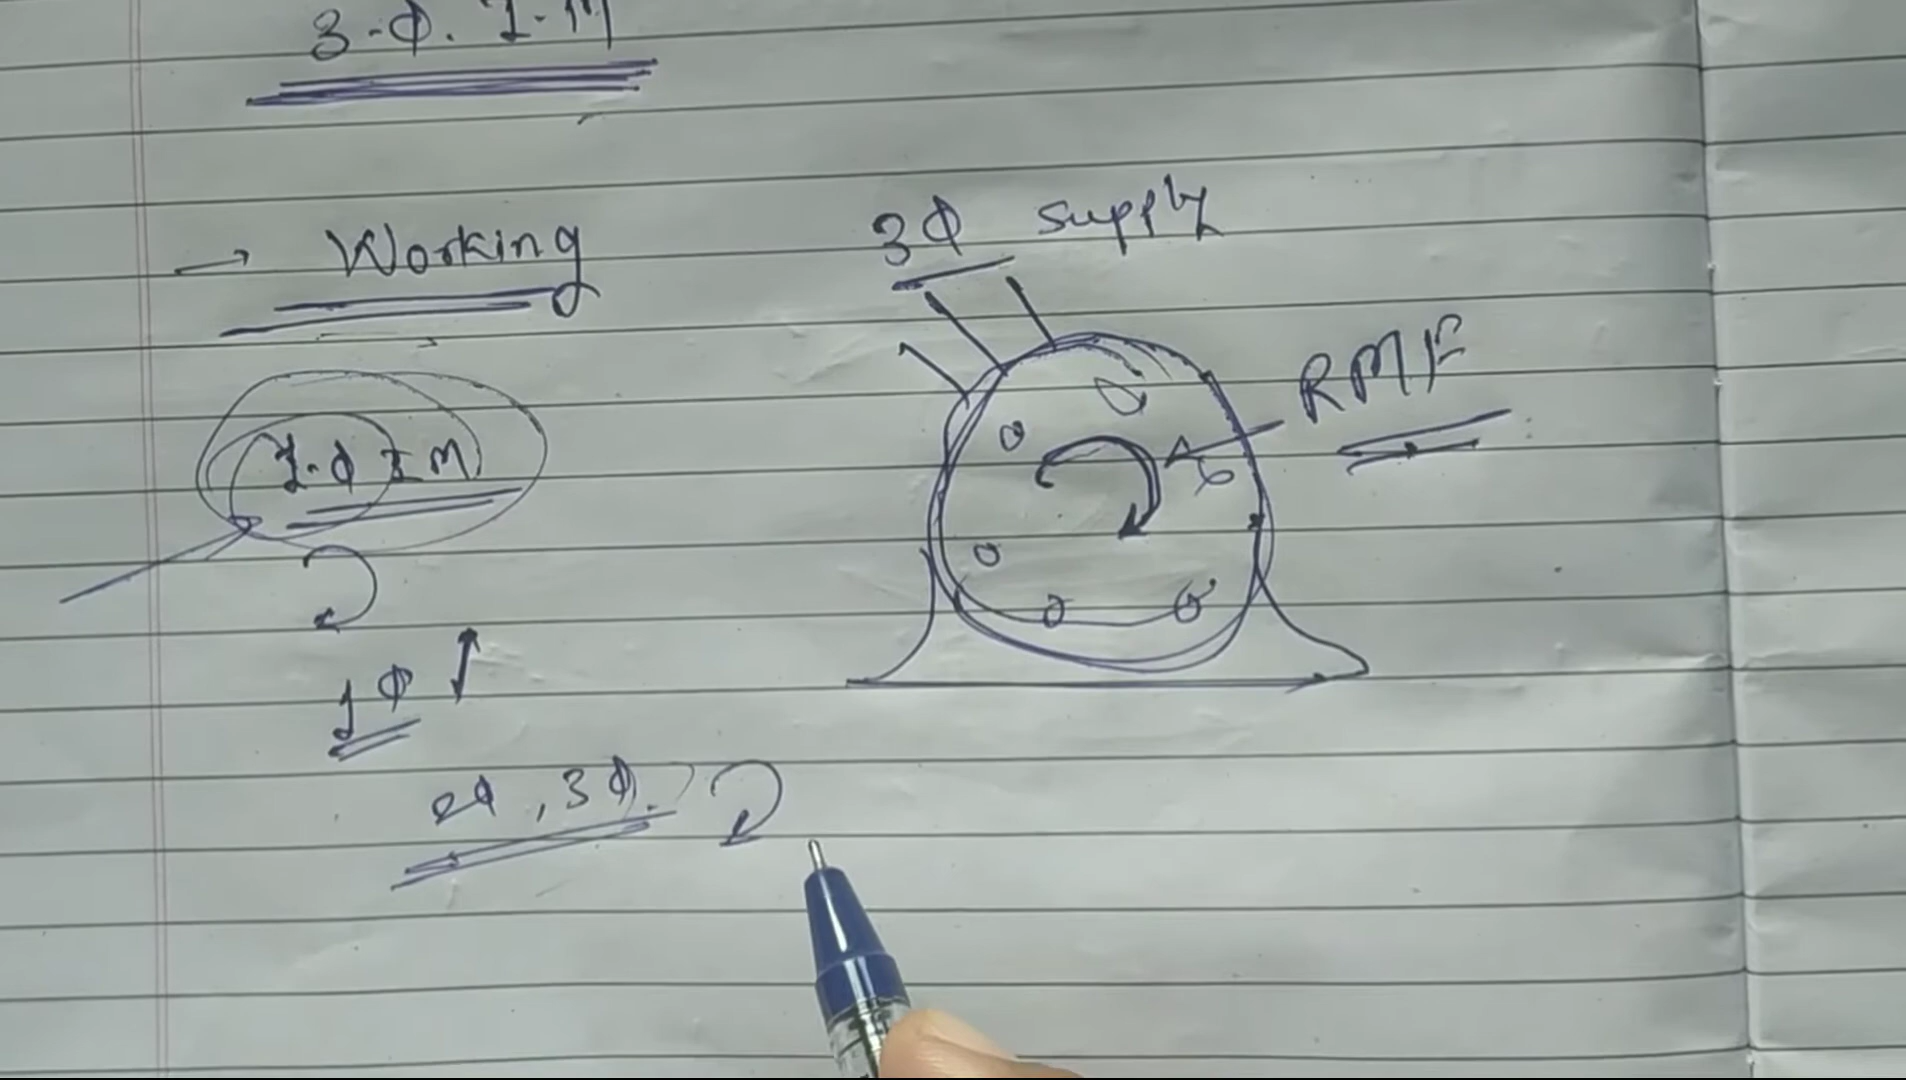 3-Φ. I-M
→ Working
3Φ supply
RMF
1-Φ I M
1Φ
2Φ, 3Φ.